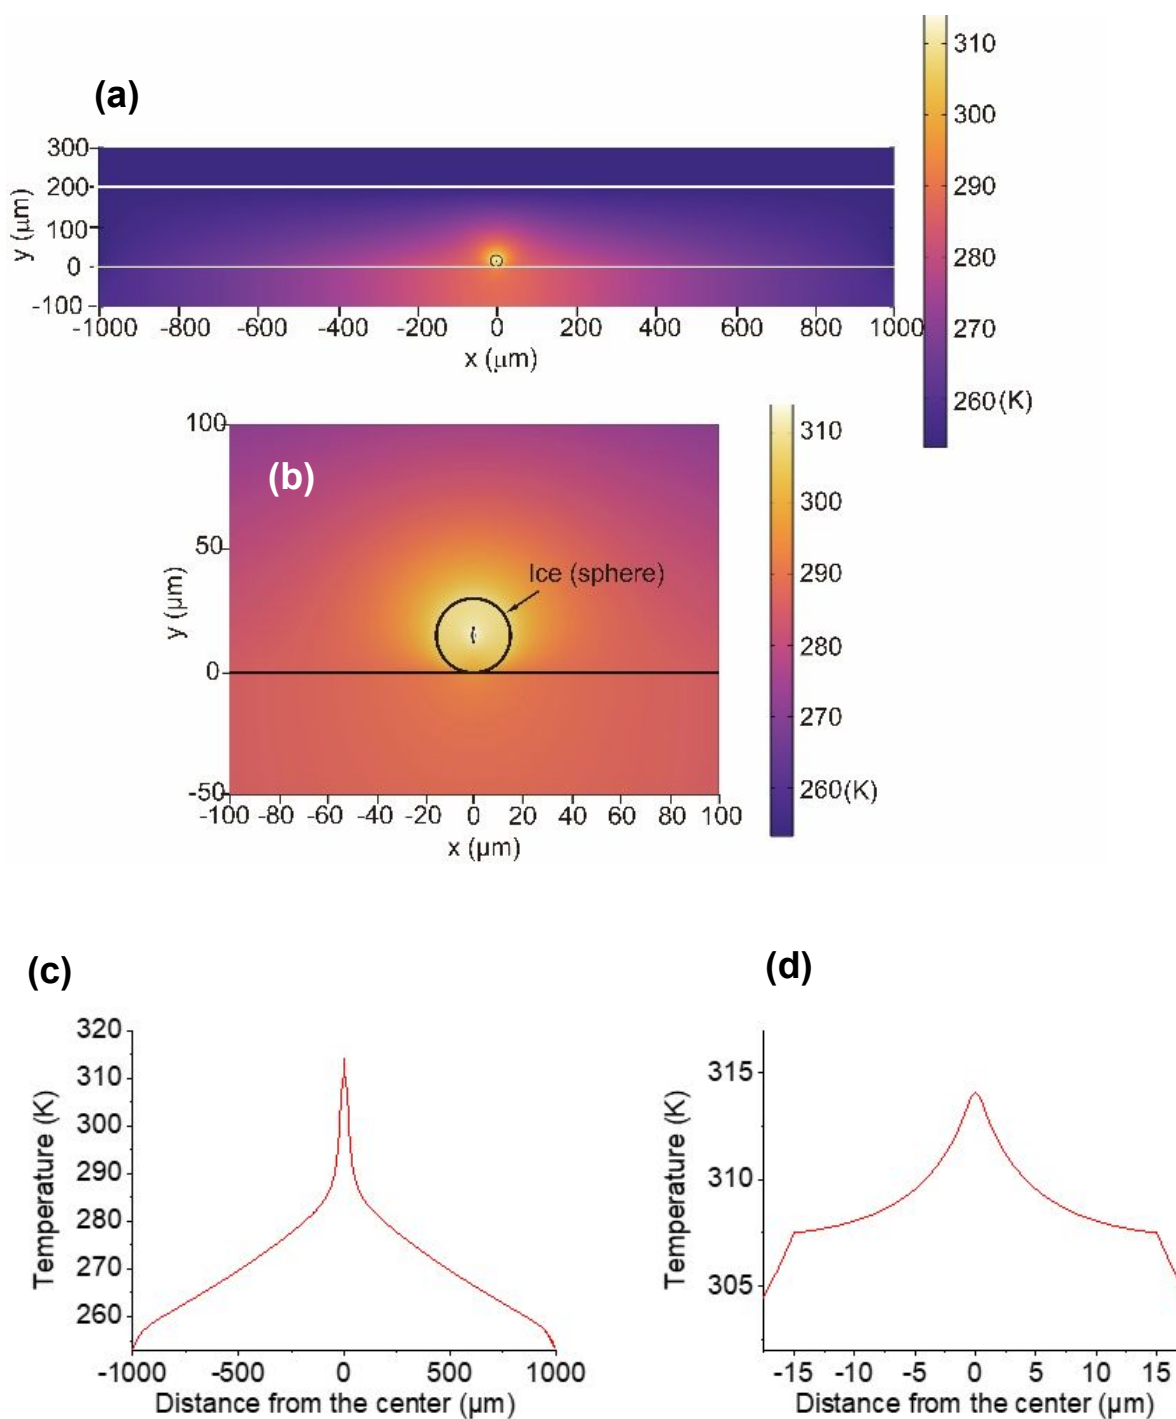 (a)
310
300
290
280
270
260 (K)
300
200
100
0
-100
y (µm)
-1000 -800 -600 -400 -200 0 200 400 600 800 1000
x (µm)
(b)
Ice (sphere)
100
50
0
-50
y (µm)
-100 -80 -60 -40 -20 0 20 40 60 80 100
x (µm)
310
300
290
280
270
260 (K)
(c)
320
310
300
290
280
270
260
Temperature (K)
-1000 -500 0 500 1000
Distance from the center (µm)
(d)
315
310
305
Temperature (K)
-15 -10 -5 0 5 10 15
Distance from the center (µm)